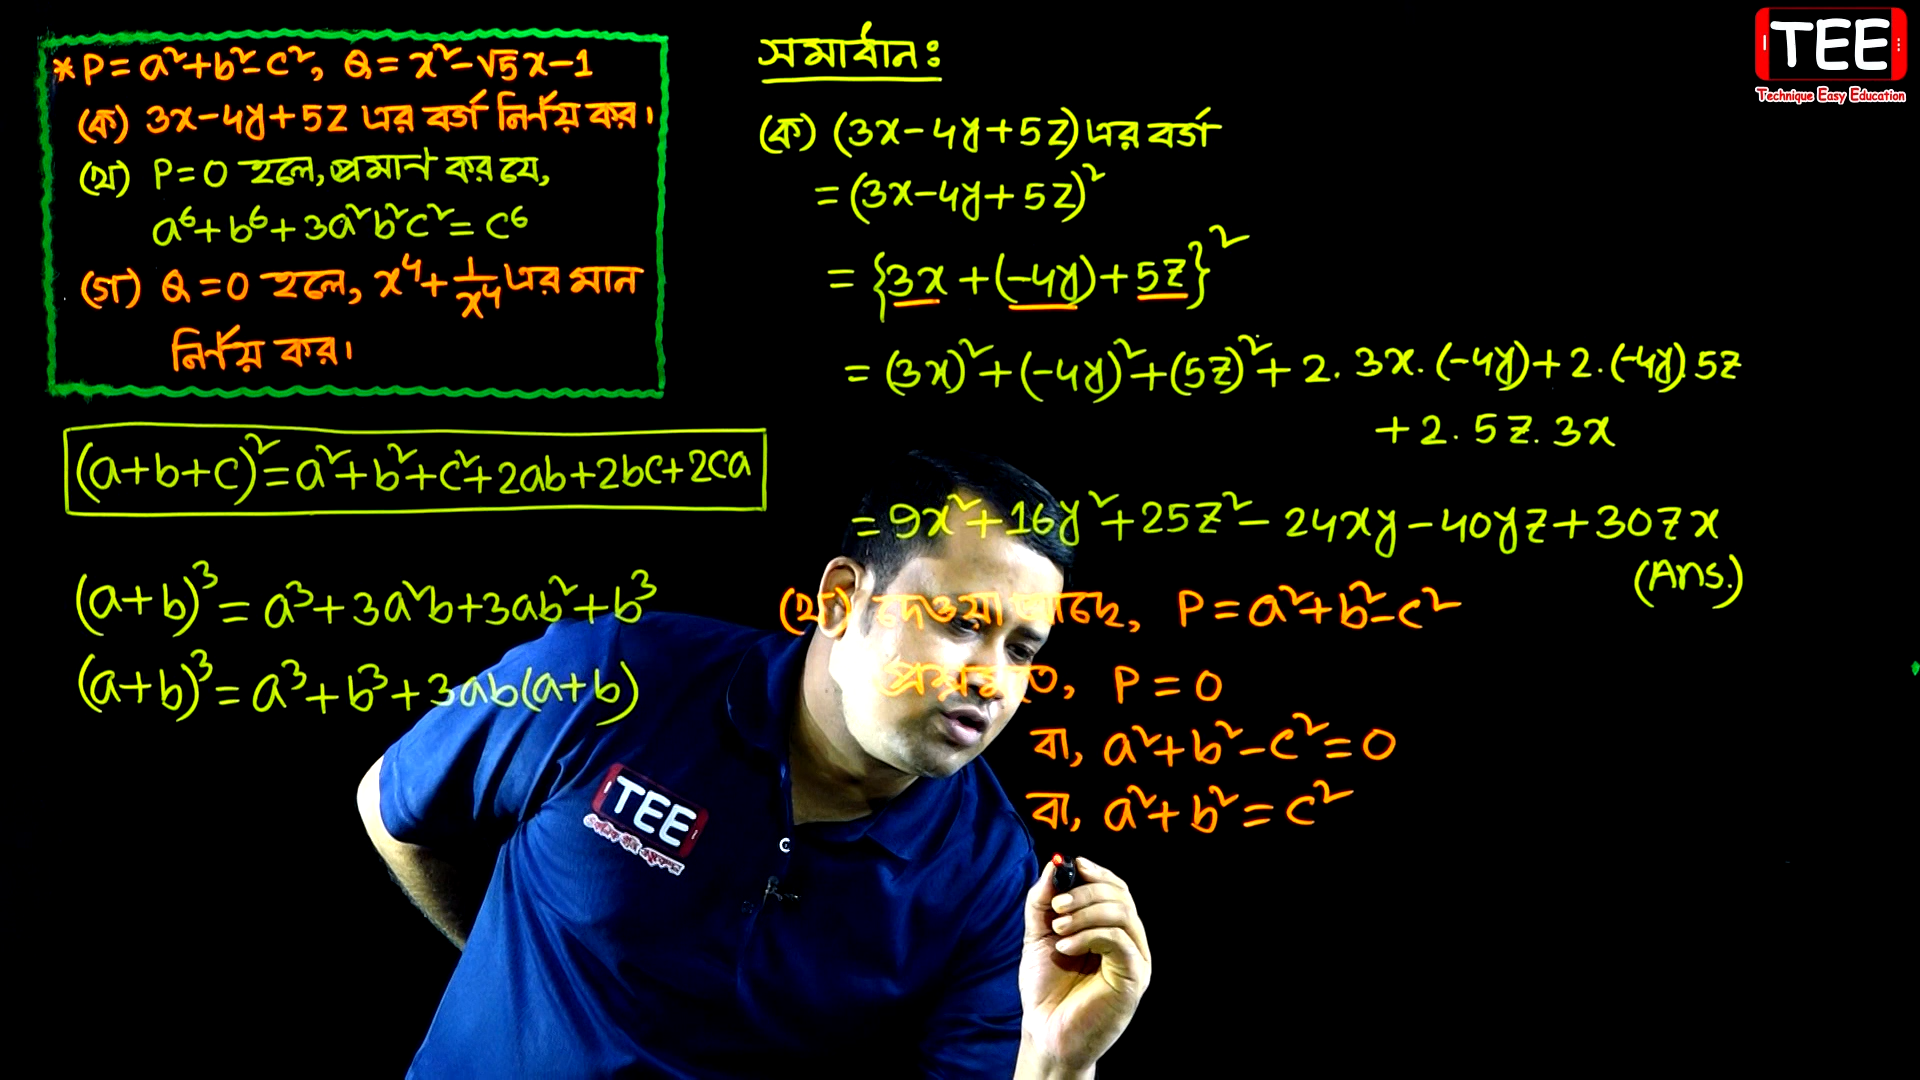 * P = a²+b²-c², Q = x²-√5x-1
(ক) 3x-4y+5z এর বর্গ নির্ণয় কর।
(খ) P=0 হলে, প্রমাণ কর যে,
a⁶+b⁶+3a²b²c² = c⁶
(গ) Q=0 হলে, x⁴+1/x⁴ এর মান
নির্ণয় কর।
(a+b+c)² = a²+b²+c²+2ab+2bc+2ca
(a+b)³ = a³+3a²b+3ab²+b³
(a+b)³ = a³+b³+3ab(a+b)
সমাধান:
(ক) (3x-4y+5z) এর বর্গ
= (3x-4y+5z)²
= {3x+(-4y)+5z}²
= (3x)²+(-4y)²+(5z)²+2.3x.(-4y)+2.(-4y).5z
+2.5z.3x
= 9x²+16y²+25z²-24xy-40yz+30zx
(Ans.)
(খ) দেওয়া আছে, P = a²+b²-c²
প্রশ্নমতে, P = 0
বা, a²+b²-c² = 0
বা, a²+b² = c²
TEE
Technique Easy Education
TEE